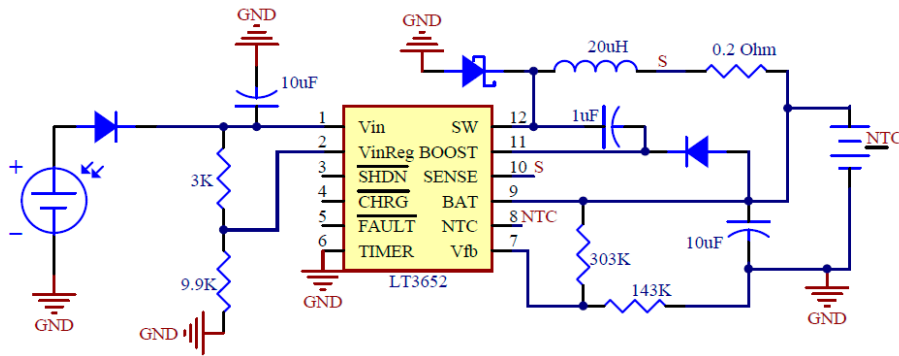 GND
GND
20uH
S
0.2 Ohm
10uF
1uF
1
Vin
SW
12
2
VinReg
BOOST
11
3
SHDN
SENSE
10
S
4
CHRG
BAT
9
5
FAULT
NTC
8
NTC
6
TIMER
Vfb
7
LT3652
+
−
3K
9.9K
GND
GND
GND
303K
143K
10uF
NTC
GND